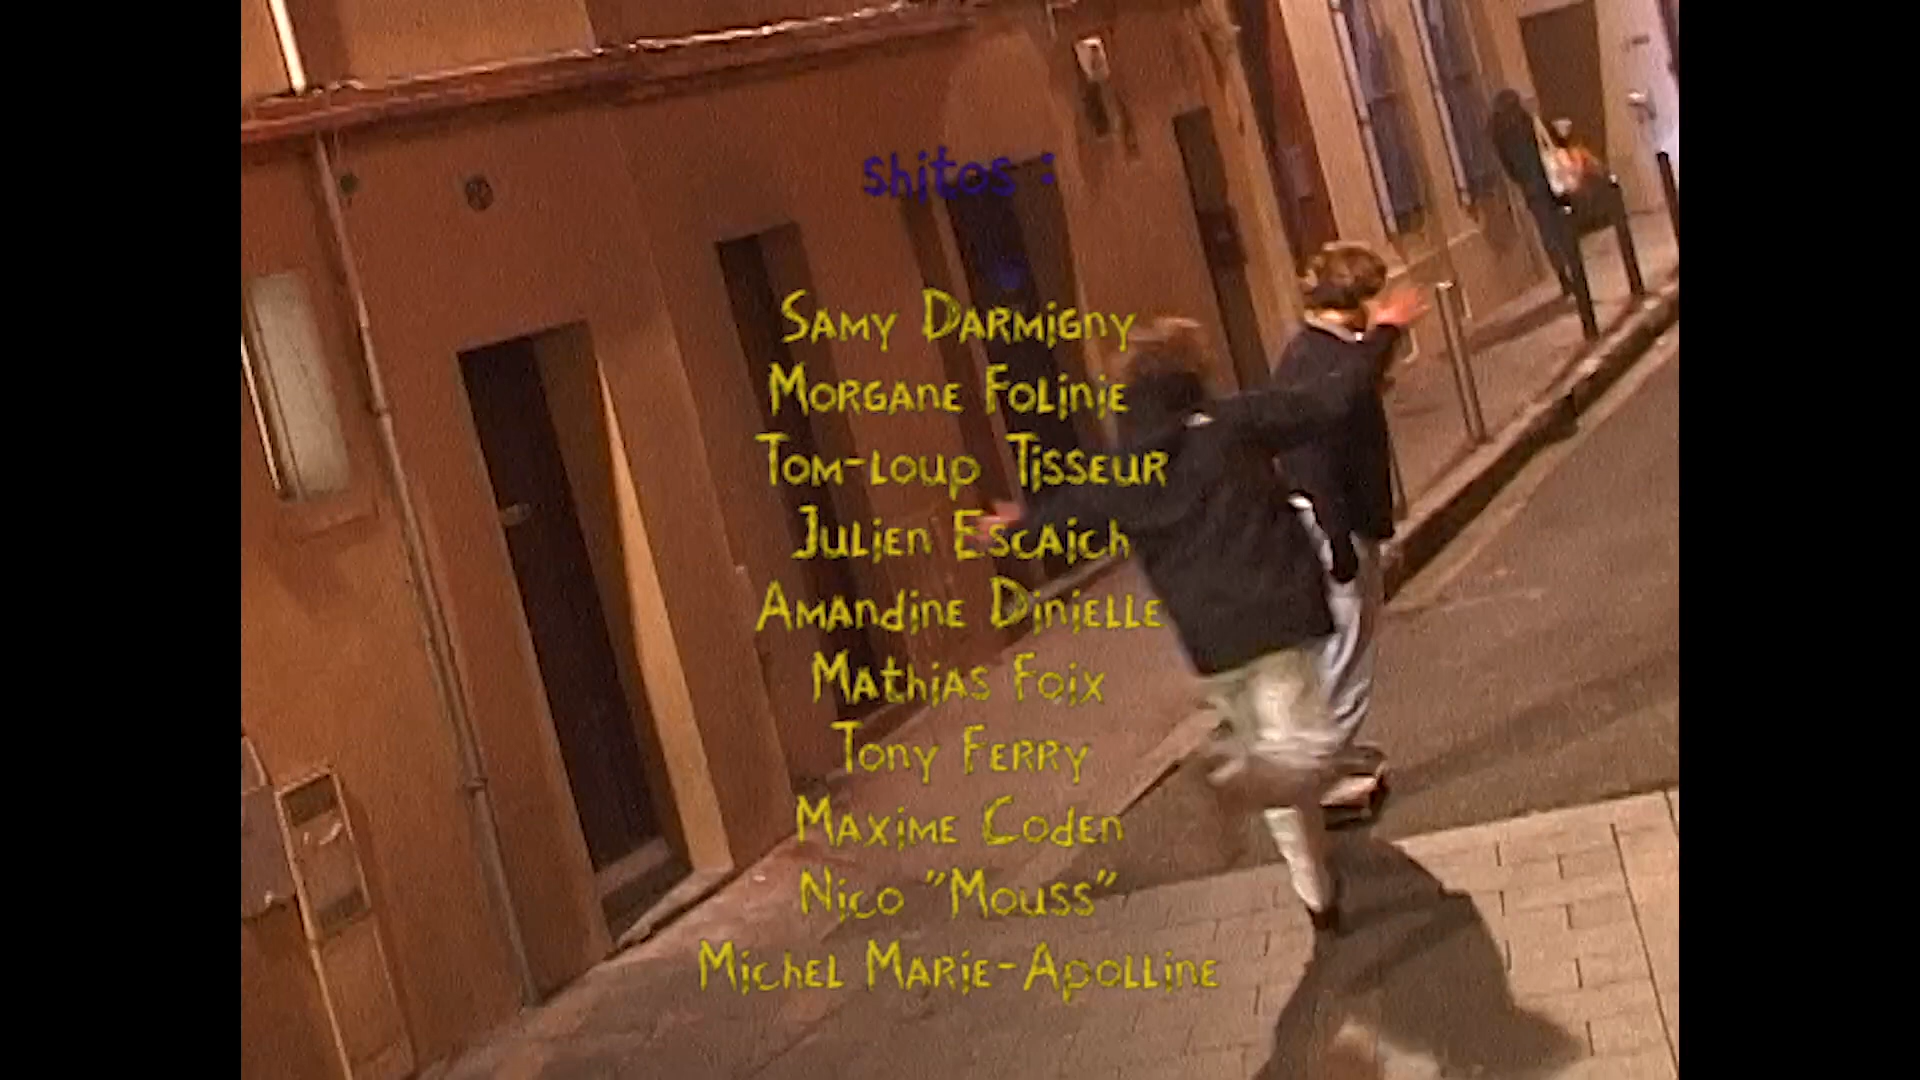 shitos :
Samy Darmigny
Morgane Folinie
Tom-loup Tisseur
Julien Escaich
Amandine Dinielle
Mathias Foix
Tony Ferry
Maxime Coden
Nico "Mouss"
Michel Marie-Apolline